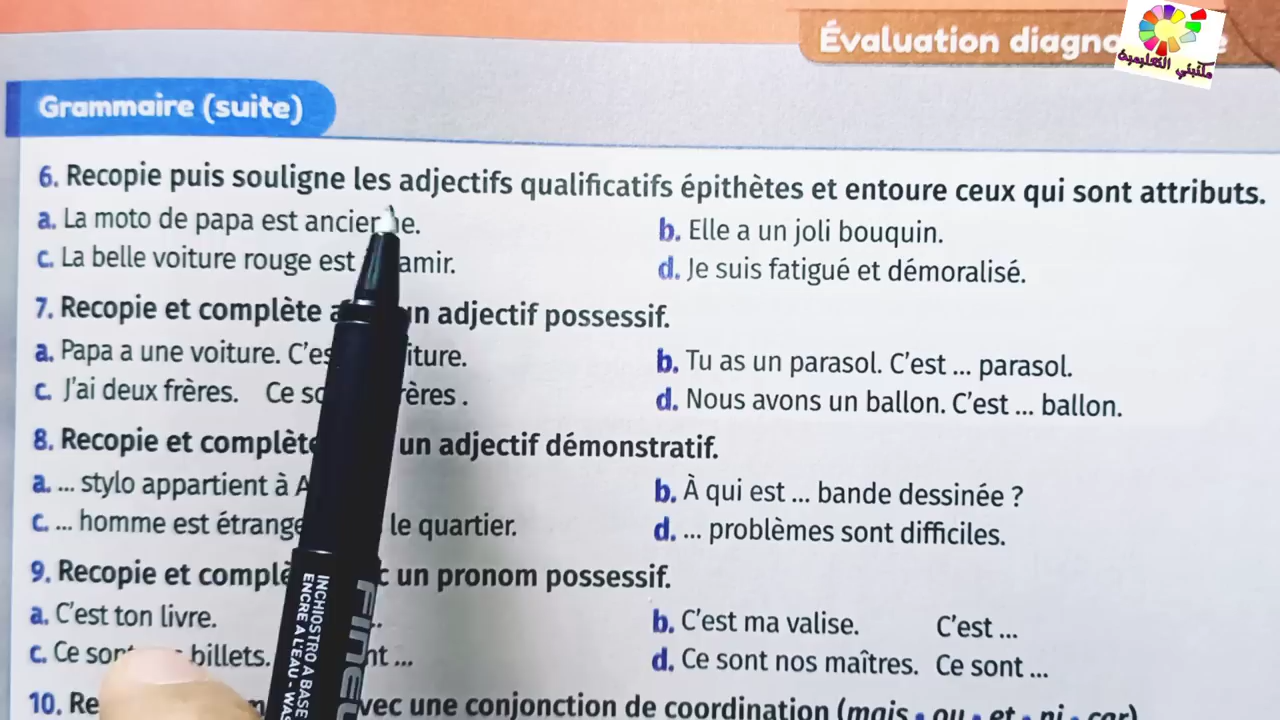 Évaluation diagno e
مكتبتي التعليمية
Grammaire (suite)
6. Recopie puis souligne les adjectifs qualificatifs épithètes et entoure ceux qui sont attributs.
a. La moto de papa est ancienne.
b. Elle a un joli bouquin.
c. La belle voiture rouge est amir.
d. Je suis fatigué et démoralisé.
7. Recopie et complète un adjectif possessif.
a. Papa a une voiture. C'es iture.
b. Tu as un parasol. C'est ... parasol.
c. J'ai deux frères. Ce so rères.
d. Nous avons un ballon. C'est ... ballon.
8. Recopie et complète un adjectif démonstratif.
a. ... stylo appartient à A
b. À qui est ... bande dessinée ?
c. ... homme est étrange le quartier.
d. ... problèmes sont difficiles.
9. Recopie et complè c un pronom possessif.
a. C'est ton livre.
b. C'est ma valise. C'est ...
c. Ce sont billets. nt ...
d. Ce sont nos maîtres. Ce sont ...
10. Re vec une conjonction de coordination (mais • ou • et • ni • car)
INCHIOSTRO A BASE
ENCRE A L'EAU - WAS
FINEL